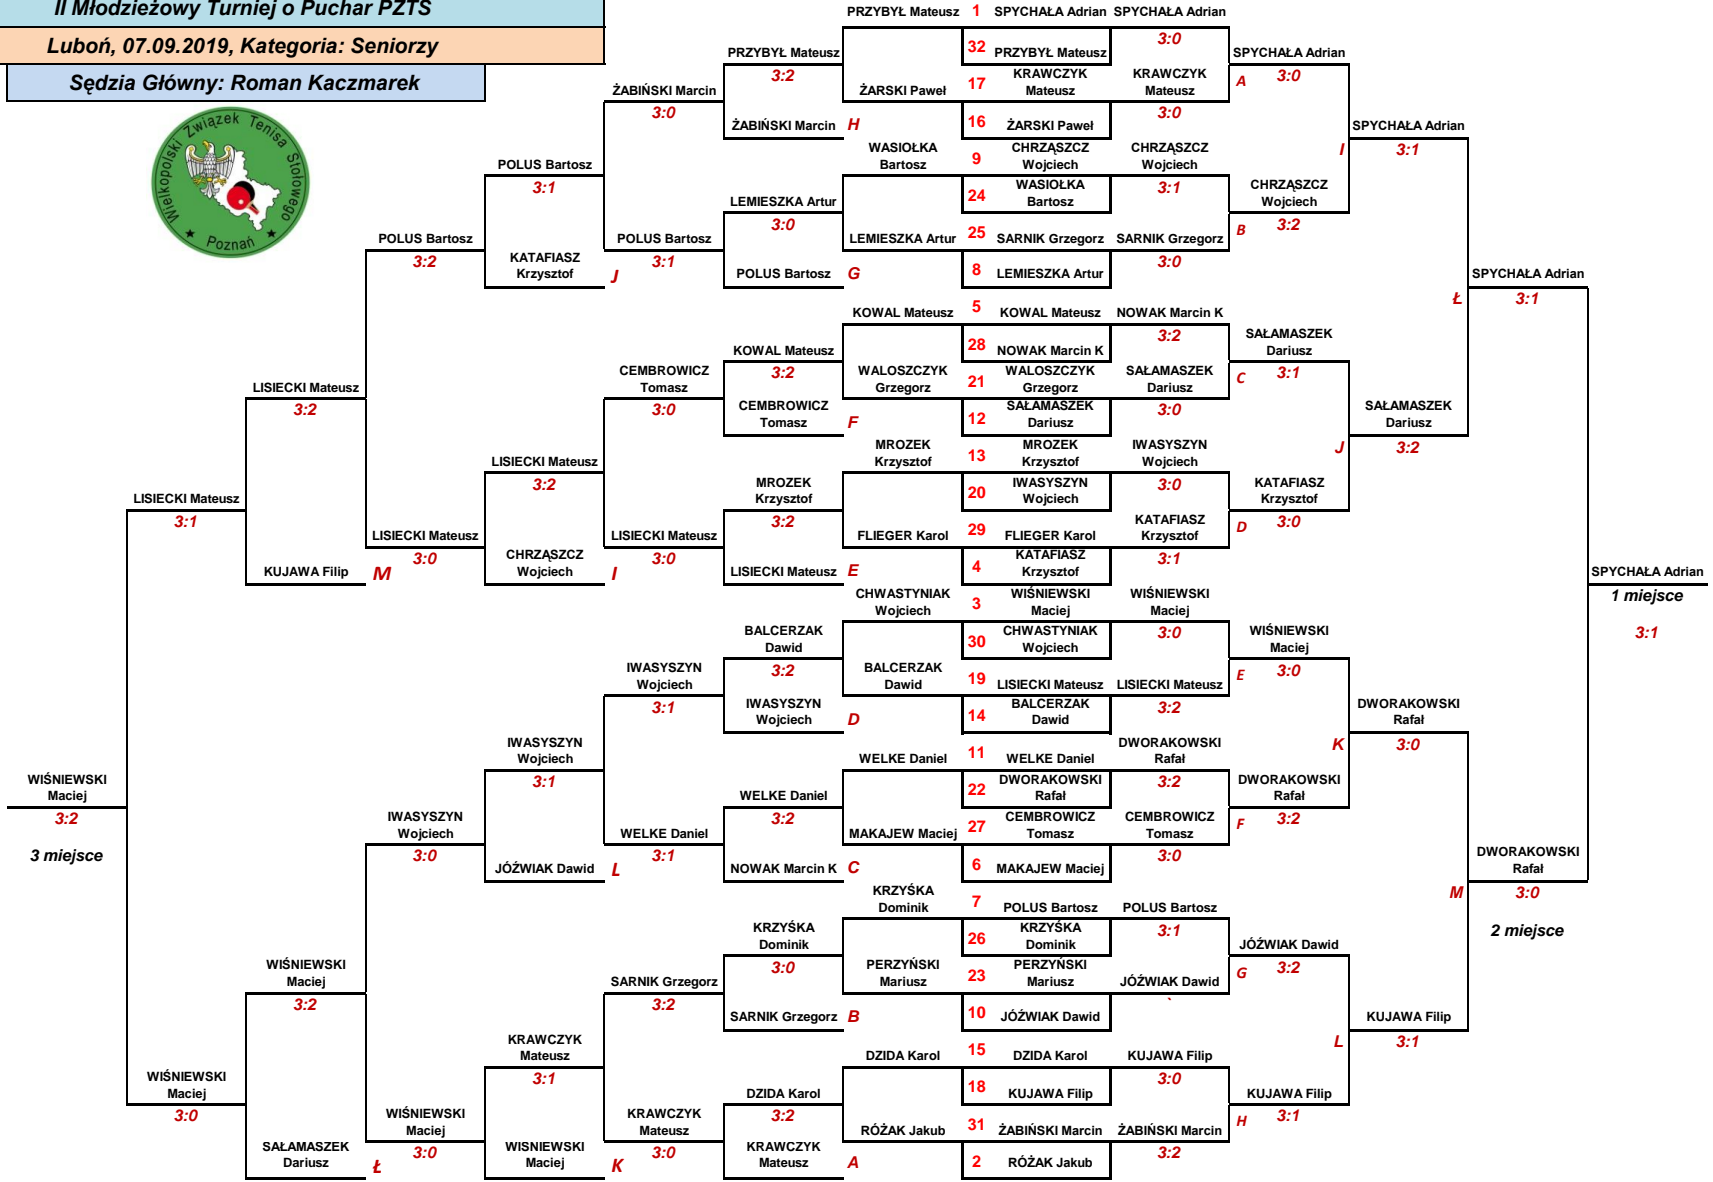 II Młodzieżowy Turniej o Puchar PZTS
Luboń, 07.09.2019, Kategoria: Seniorzy
Sędzia Główny: Roman Kaczmarek
Wielkopolski Związek Tenisa Stołowego
★ Poznań ★
PRZYBYŁ Mateusz 1 SPYCHAŁA Adrian SPYCHAŁA Adrian
PRZYBYŁ Mateusz 32 PRZYBYŁ Mateusz 3:0 SPYCHAŁA Adrian
3:2 17 KRAWCZYK Mateusz KRAWCZYK Mateusz A 3:0
ŻABIŃSKI Marcin ŻARSKI Paweł
3:0 ŻABIŃSKI Marcin H 16 ŻARSKI Paweł 3:0 SPYCHAŁA Adrian
WASIOŁKA Bartosz 9 CHRZĄSZCZ Wojciech CHRZĄSZCZ Wojciech I 3:1
POLUS Bartosz
3:1 24 WASIOŁKA Bartosz 3:1 CHRZĄSZCZ Wojciech
LEMIESZKA Artur
3:0 B 3:2
POLUS Bartosz POLUS Bartosz LEMIESZKA Artur 25 SARNIK Grzegorz SARNIK Grzegorz
3:2 KATAFIASZ Krzysztof J 3:1 POLUS Bartosz G 8 LEMIESZKA Artur 3:0 SPYCHAŁA Adrian
Ł 3:1
KOWAL Mateusz 5 KOWAL Mateusz NOWAK Marcin K
KOWAL Mateusz 28 NOWAK Marcin K 3:2 SAŁAMASZEK Dariusz
CEMBROWICZ Tomasz 3:2 WALOSZCZYK Grzegorz 21 WALOSZCZYK Grzegorz SAŁAMASZEK Dariusz C 3:1
LISIECKI Mateusz
3:2 3:0 CEMBROWICZ Tomasz F 12 SAŁAMASZEK Dariusz 3:0 SAŁAMASZEK Dariusz
MROZEK Krzysztof 13 MROZEK Krzysztof IWASYSZYN Wojciech J 3:2
LISIECKI Mateusz
3:2 MROZEK Krzysztof 20 IWASYSZYN Wojciech 3:0 KATAFIASZ Krzysztof
LISIECKI Mateusz
3:1 3:2 D 3:0
LISIECKI Mateusz LISIECKI Mateusz FLIEGER Karol 29 FLIEGER Karol KATAFIASZ Krzysztof
KUJAWA Filip M 3:0 CHRZĄSZCZ Wojciech I 3:0 LISIECKI Mateusz E 4 KATAFIASZ Krzysztof 3:1 SPYCHAŁA Adrian
1 miejsce
3:1
CHWASTYNIAK Wojciech 3 WIŚNIEWSKI Maciej WIŚNIEWSKI Maciej
BALCERZAK Dawid 30 CHWASTYNIAK Wojciech 3:0 WIŚNIEWSKI Maciej
IWASYSZYN Wojciech 3:2 BALCERZAK Dawid 19 LISIECKI Mateusz LISIECKI Mateusz E 3:0
3:1 IWASYSZYN Wojciech D 14 BALCERZAK Dawid 3:2 DWORAKOWSKI Rafał
IWASYSZYN Wojciech WELKE Daniel 11 WELKE Daniel DWORAKOWSKI Rafał K 3:0
WIŚNIEWSKI Maciej 3:1 WELKE Daniel 22 DWORAKOWSKI Rafał 3:2 DWORAKOWSKI Rafał
3:2 IWASYSZYN Wojciech WELKE Daniel 3:2 MAKAJEW Maciej 27 CEMBROWICZ Tomasz CEMBROWICZ Tomasz F 3:2
3 miejsce 3:0 JÓŹWIAK Dawid L 3:1 NOWAK Marcin K C 6 MAKAJEW Maciej 3:0 DWORAKOWSKI Rafał
M 3:0
2 miejsce
KRZYŚKA Dominik 7 POLUS Bartosz POLUS Bartosz
KRZYŚKA Dominik 26 KRZYŚKA Dominik 3:1 JÓŹWIAK Dawid
WIŚNIEWSKI Maciej SARNIK Grzegorz 3:0 PERZYŃSKI Mariusz 23 PERZYŃSKI Mariusz JÓŹWIAK Dawid G 3:2
3:2 3:2 SARNIK Grzegorz B 10 JÓŹWIAK Dawid ` KUJAWA Filip
KRAWCZYK Mateusz DZIDA Karol 15 DZIDA Karol KUJAWA Filip L 3:1
WIŚNIEWSKI Maciej 3:1 DZIDA Karol 18 KUJAWA Filip 3:0 KUJAWA Filip
3:0 WIŚNIEWSKI Maciej KRAWCZYK Mateusz 3:2 RÓŻAK Jakub 31 ŻABIŃSKI Marcin ŻABIŃSKI Marcin H 3:1
SAŁAMASZEK Dariusz Ł 3:0 WISNIEWSKI Maciej K 3:0 KRAWCZYK Mateusz A 2 RÓŻAK Jakub 3:2